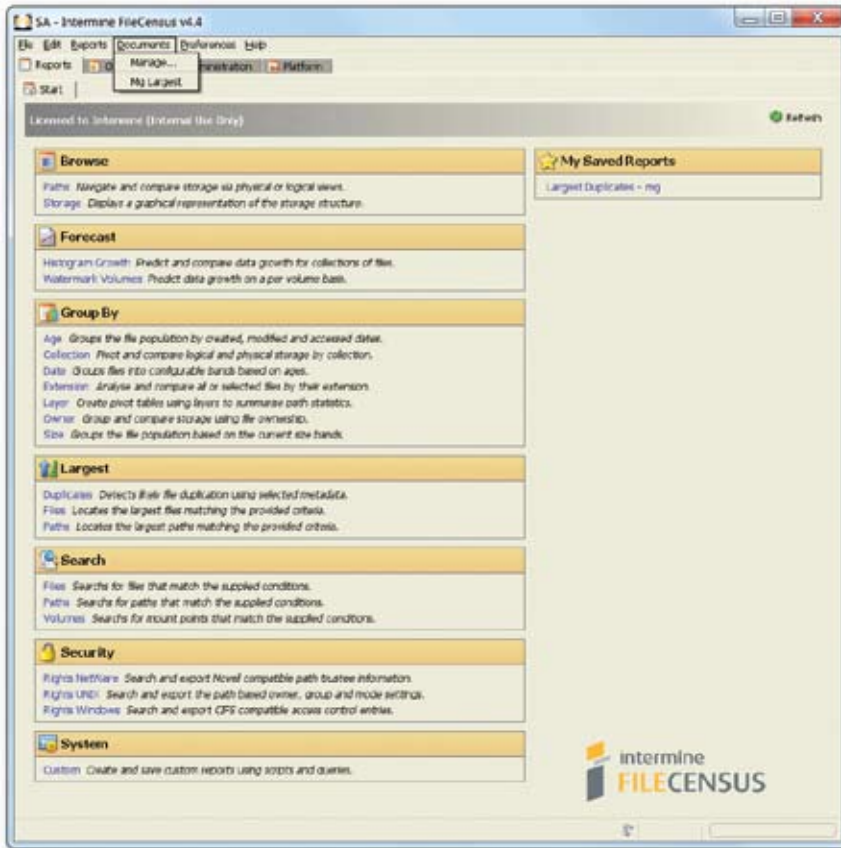 SA - Intermine FileCensus v4.4
File Edit Reports Documents Preferences Help
Manage...
My Largest
Reports Platform
Start
Licensed to Intermine (Internal Use Only)
Refresh
Browse
Paths Navigate and compare storage via physical or logical views.
Storage Displays a graphical representation of the storage structure.
My Saved Reports
Largest Duplicates - mg
Forecast
Histogram Growth Predict and compare data growth for collections of files.
Watermark Volumes Predict data growth on a per volume basis.
Group By
Age Groups the file population by created, modified and accessed dates.
Collection Pivot and compare logical and physical storage by collection.
Date Groups files into configurable bands based on ages.
Extension Analyse and compare all or selected files by their extension.
Layer Create pivot tables using layers to summarise path statistics.
Owner Group and compare storage using file ownership.
Size Groups the file population based on the current size bands.
Largest
Duplicates Detects likely file duplication using selected metadata.
Files Locates the largest files matching the provided criteria.
Paths Locates the largest paths matching the provided criteria.
Search
Files Searchs for files that match the supplied conditions.
Paths Searchs for paths that match the supplied conditions.
Volumes Searchs for mount points that match the supplied conditions.
Security
Rights NetWare Search and export Novel compatible path trustee information.
Rights UNIX Search and export the path based owner, group and mode settings.
Rights Windows Search and export CIFS compatible access control entries.
System
Custom Create and save custom reports using scripts and queries.
intermine
FILECENSUS